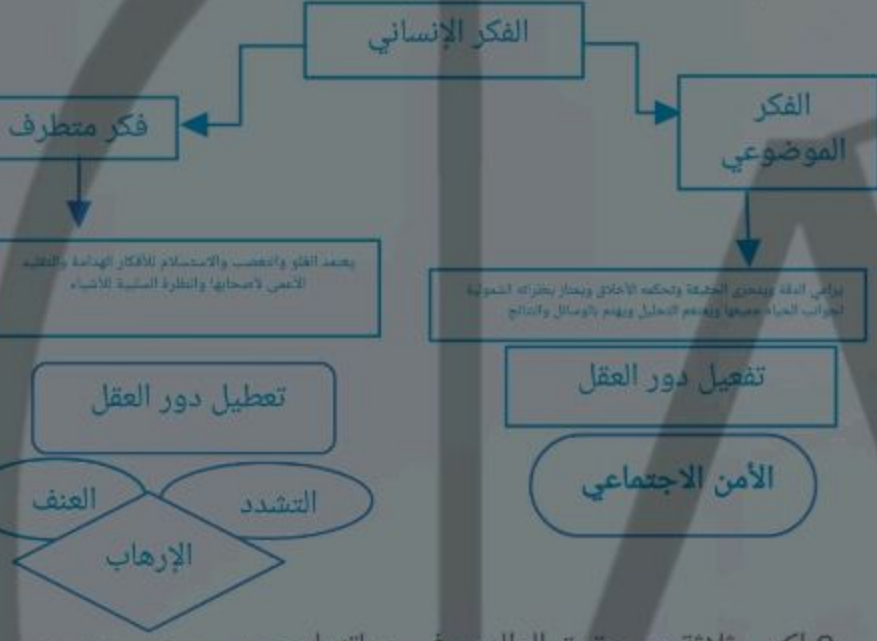 الفكر الإنساني
الفكر
الموضوعي
فكر متطرف
يراعي الدقة ويتحرى الحقيقة وتحكمه الأخلاق ويمتاز بنظراته الشمولية
لجوانب الحياة جميعها التحليل ويهتم بالوسائل والنتائج
يعتمد الغلو والتعصب والاستسلام للأفكار الهدامة والتقليد
الأعمى لأصحابها والنظرة السلبية للأشياء
تفعيل دور العقل
تعطيل دور العقل
الأمن الاجتماعي
التشدد
العنف
الإرهاب